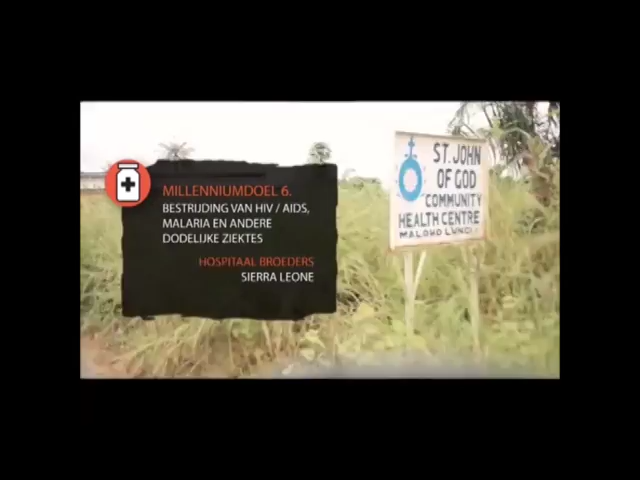 MILLENNIUMDOEL 6.
BESTRIJDING VAN HIV / AIDS,
MALARIA EN ANDERE
DODELIJKE ZIEKTES
HOSPITAAL BROEDERS
SIERRA LEONE
ST. JOHN
OF GOD
COMMUNITY
HEALTH CENTRE